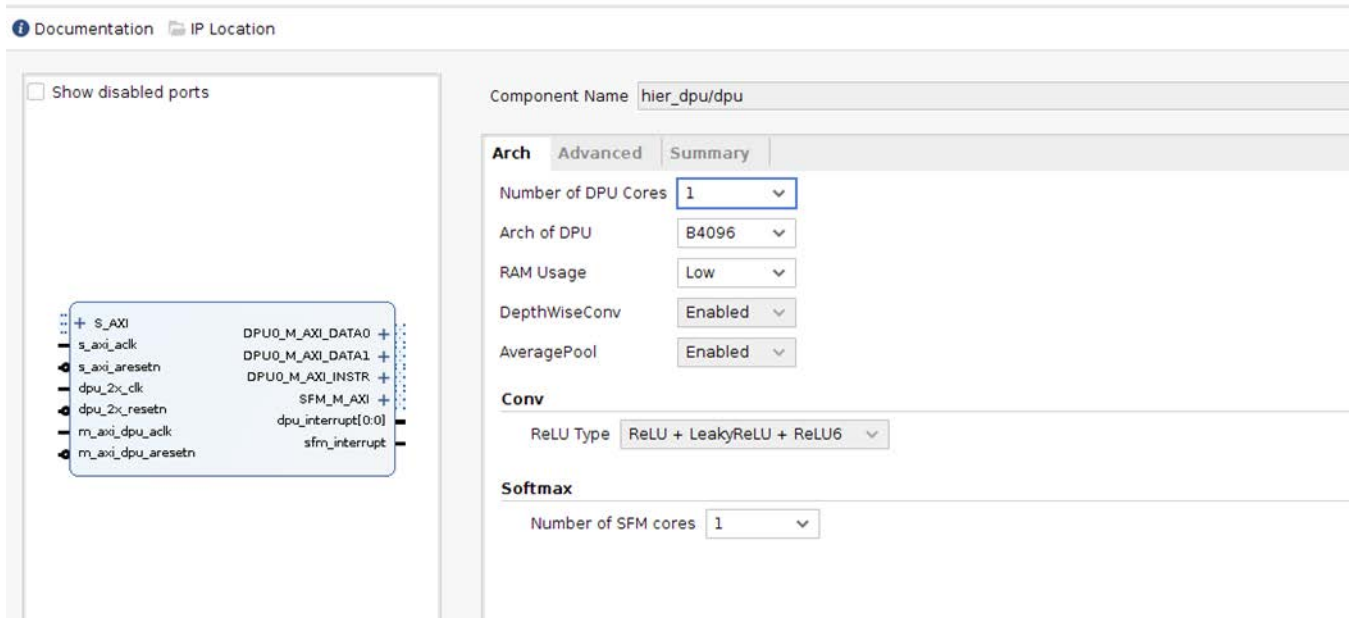 Documentation IP Location
Show disabled ports
S_AXI
s_axi_aclk
s_axi_aresetn
dpu_2x_clk
dpu_2x_resetn
m_axi_dpu_aclk
m_axi_dpu_aresetn
DPU0_M_AXI_DATA0
DPU0_M_AXI_DATA1
DPU0_M_AXI_INSTR
SFM_M_AXI
dpu_interrupt[0:0]
sfm_interrupt
Component Name hier_dpu/dpu
Arch Advanced Summary
Number of DPU Cores 1
Arch of DPU B4096
RAM Usage Low
DepthWiseConv Enabled
AveragePool Enabled
Conv
ReLU Type ReLU + LeakyReLU + ReLU6
Softmax
Number of SFM cores 1